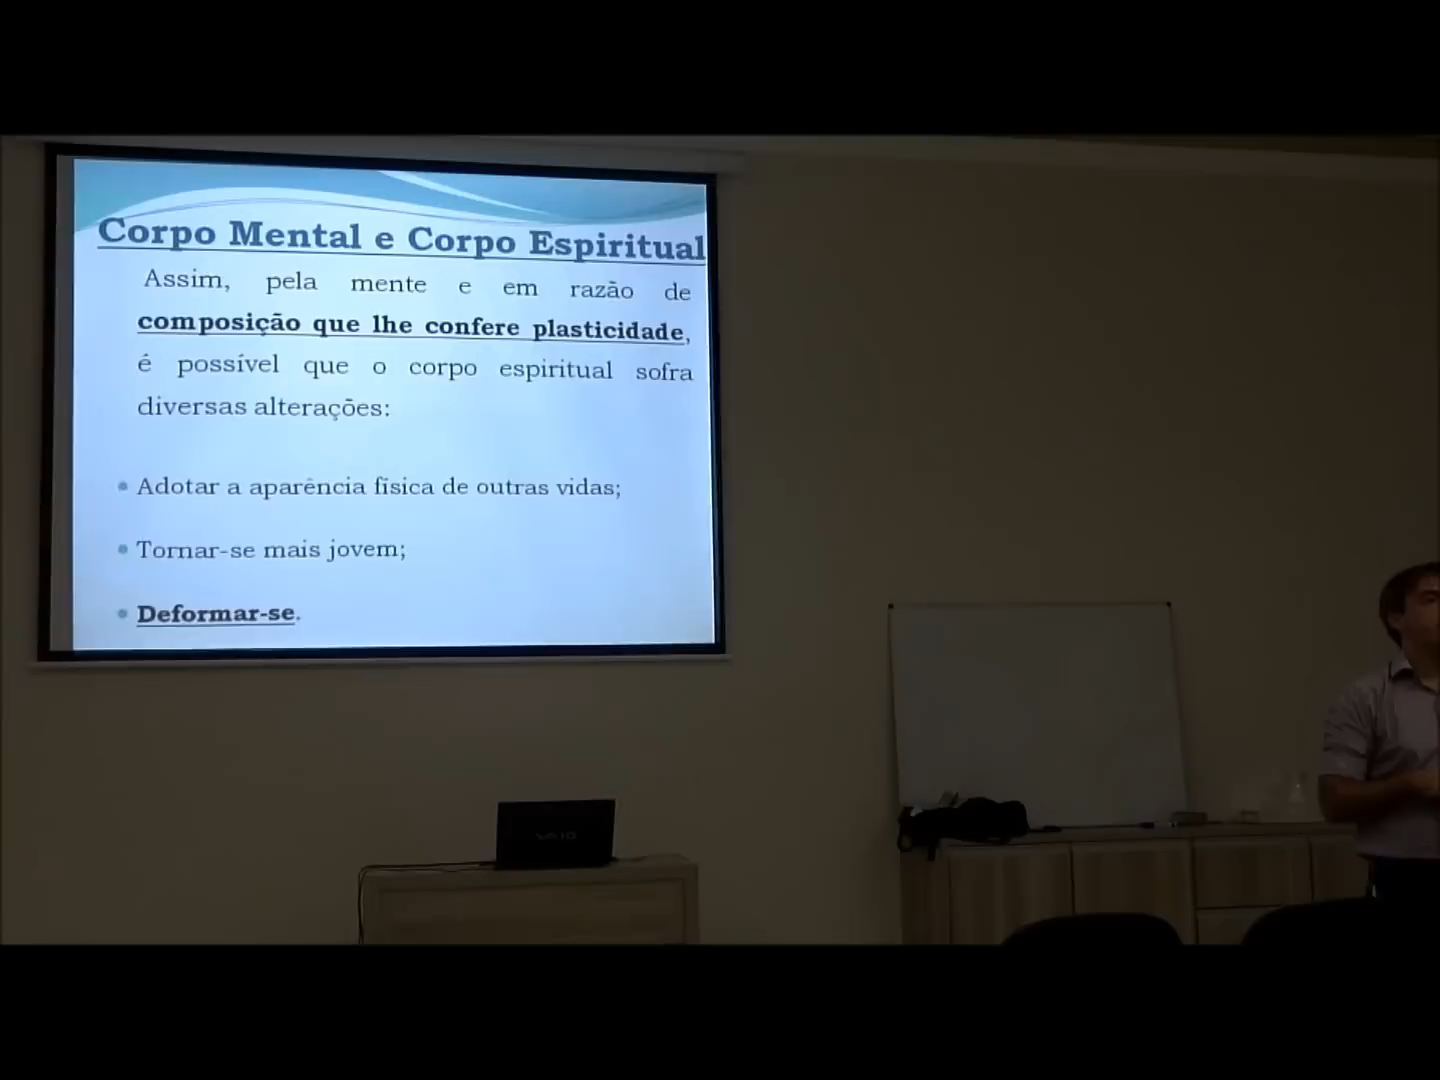 Corpo Mental e Corpo Espiritual
Assim, pela mente e em razão de
composição que lhe confere plasticidade,
é possível que o corpo espiritual sofra
diversas alterações:
• Adotar a aparência física de outras vidas;
• Tornar-se mais jovem;
• Deformar-se.
VAIO